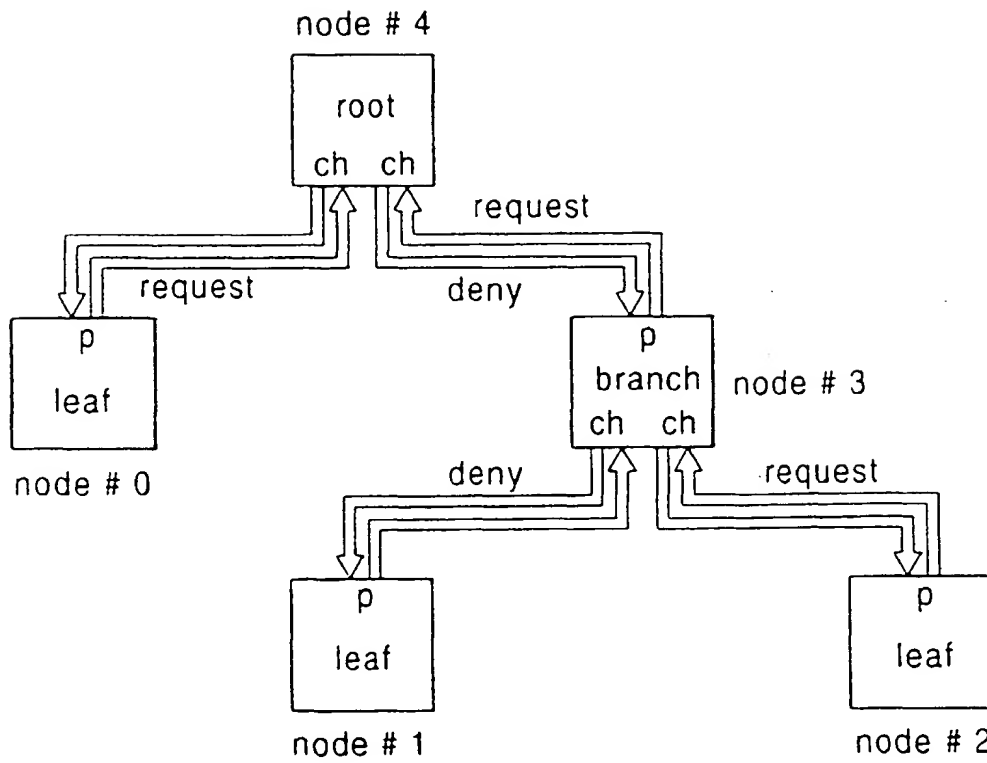 node # 4
root
ch ch
request
request
deny
p
leaf
node # 0
p
branch
ch ch
node # 3
deny
request
p
leaf
node # 1
p
leaf
node # 2